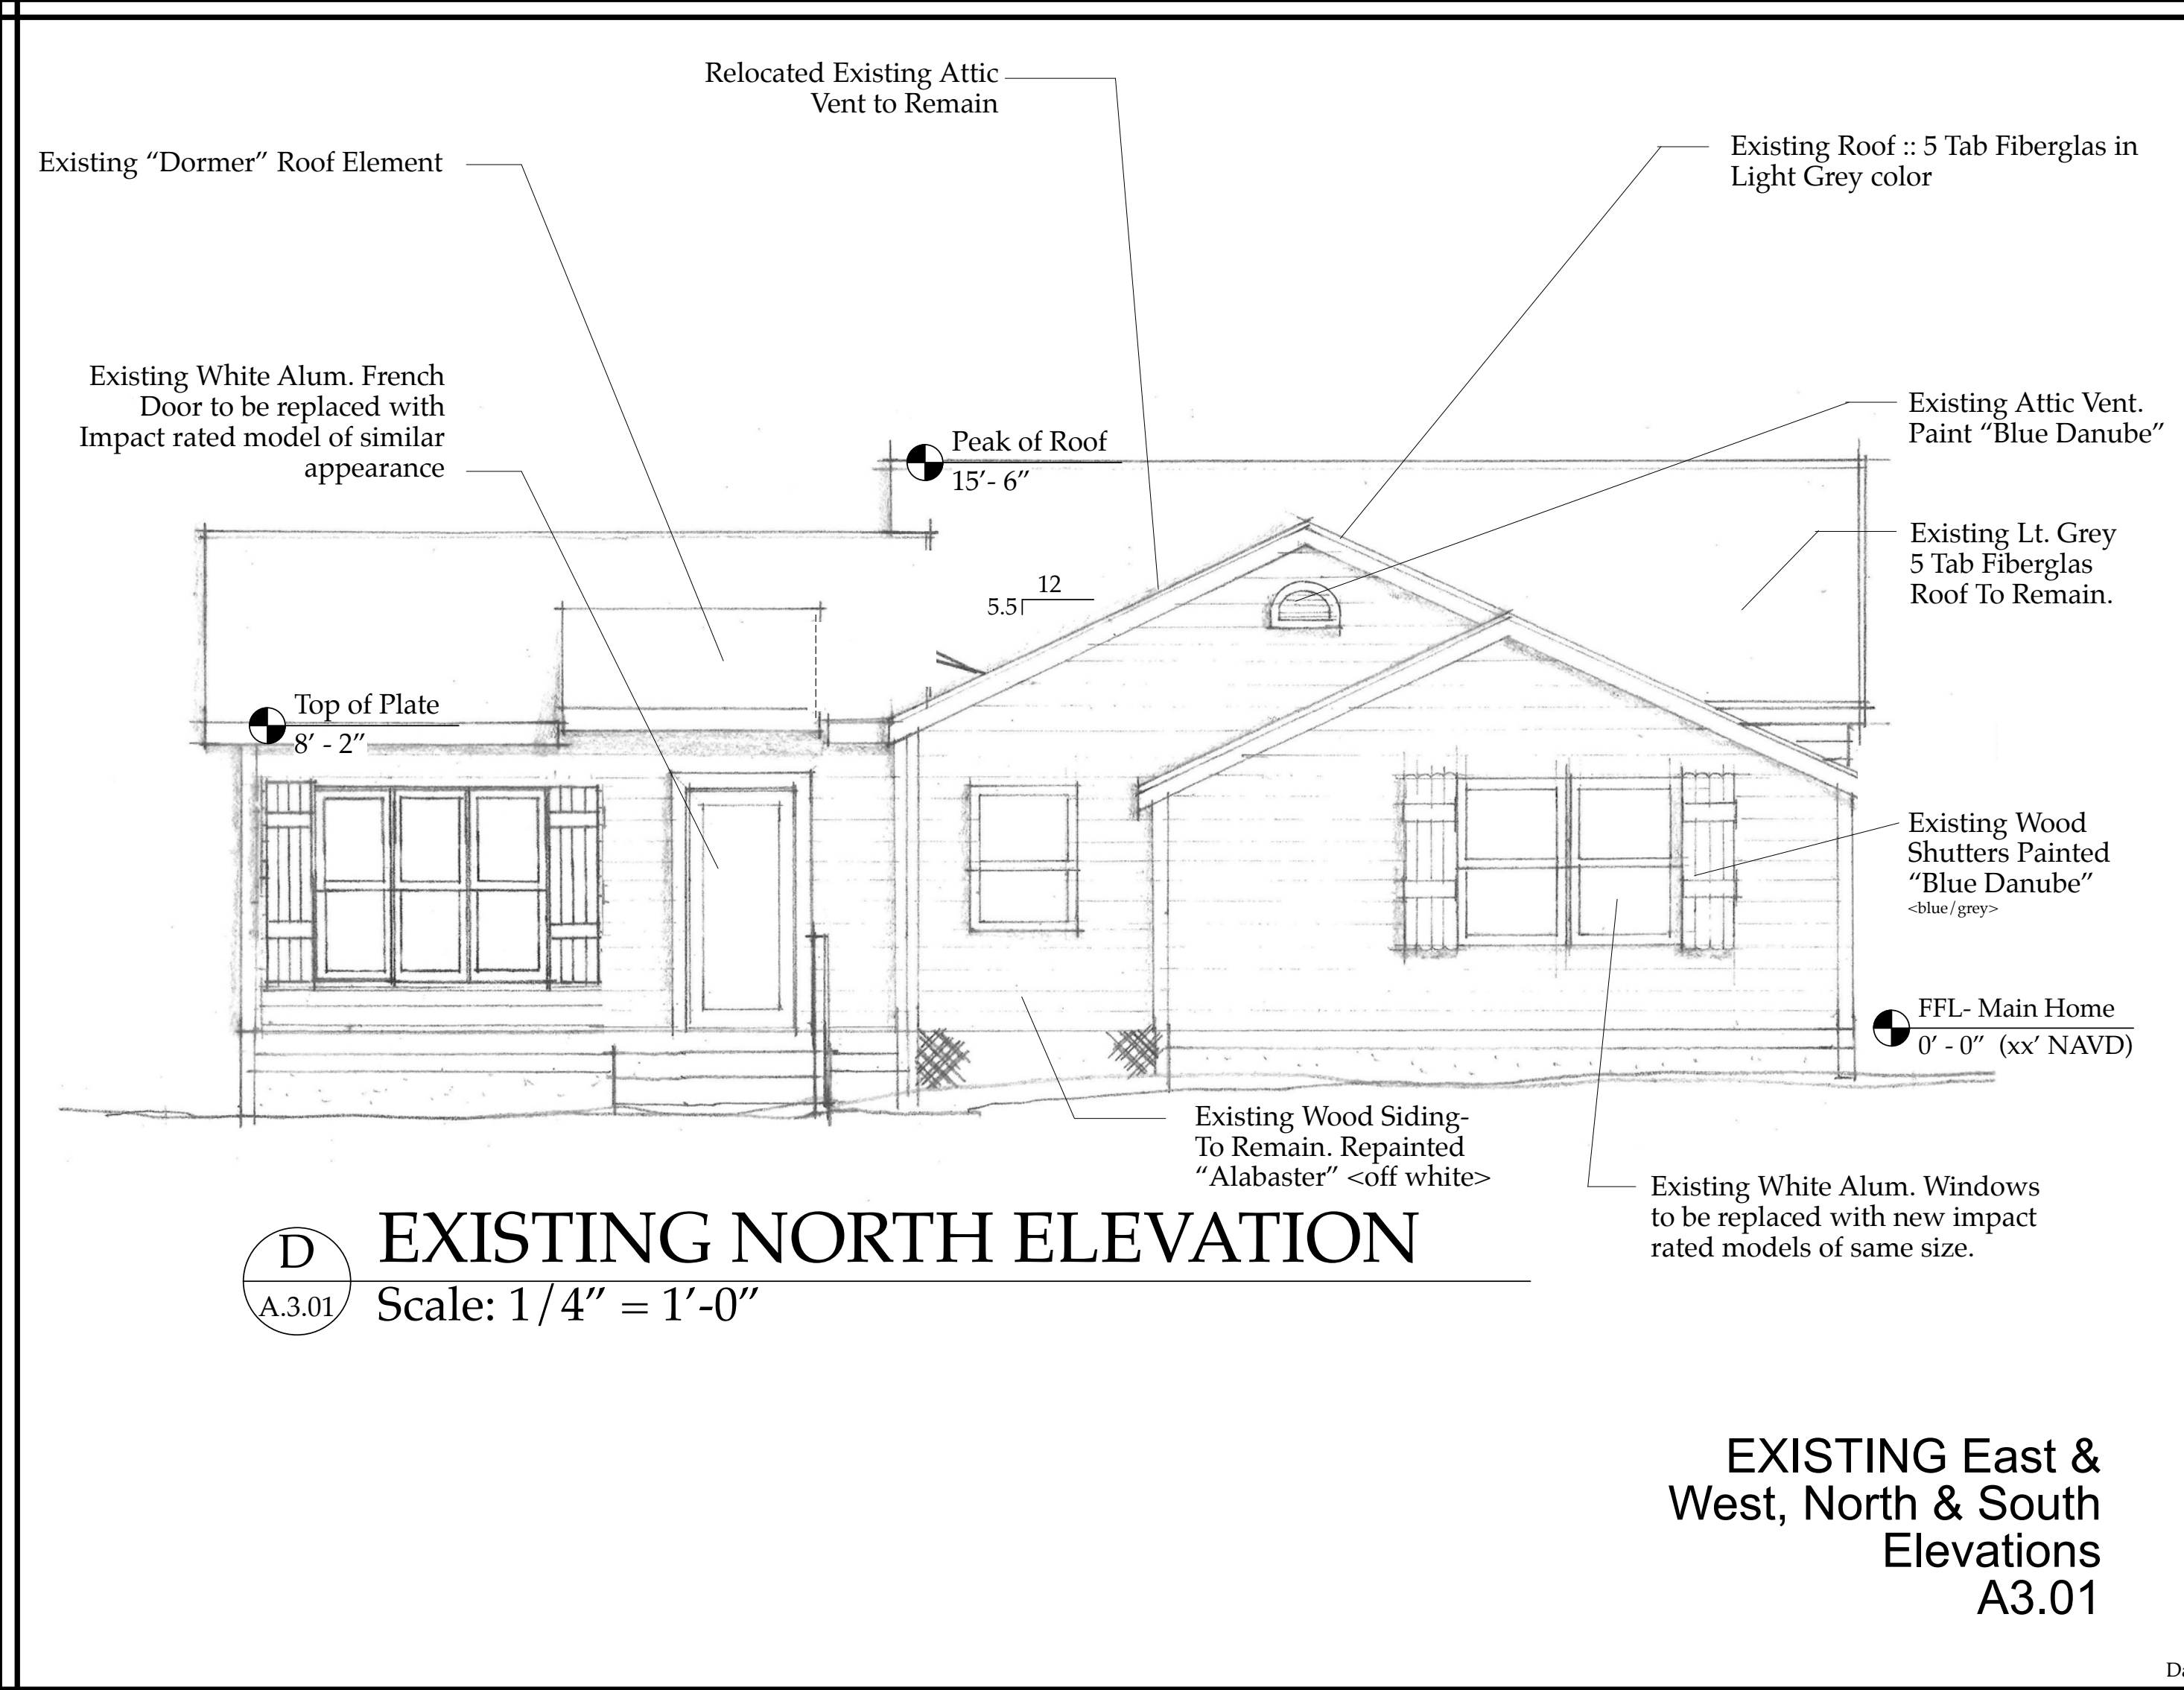 Relocated Existing Attic
Vent to Remain
Existing “Dormer” Roof Element
Existing Roof :: 5 Tab Fiberglas in
Light Grey color
Existing White Alum. French
Door to be replaced with
Impact rated model of similar
appearance
Existing Attic Vent.
Paint “Blue Danube”
Peak of Roof
15′- 6″
Existing Lt. Grey
5 Tab Fiberglas
Roof To Remain.
12
5.5
Top of Plate
8′ - 2″
Existing Wood
Shutters Painted
“Blue Danube”
<blue/grey>
FFL- Main Home
0′ - 0″ (xx′ NAVD)
Existing Wood Siding-
To Remain. Repainted
“Alabaster” <off white>
Existing White Alum. Windows
to be replaced with new impact
rated models of same size.
D
A.3.01
EXISTING NORTH ELEVATION
Scale: 1/4″ = 1′-0″
EXISTING East &
West, North & South
Elevations
A3.01